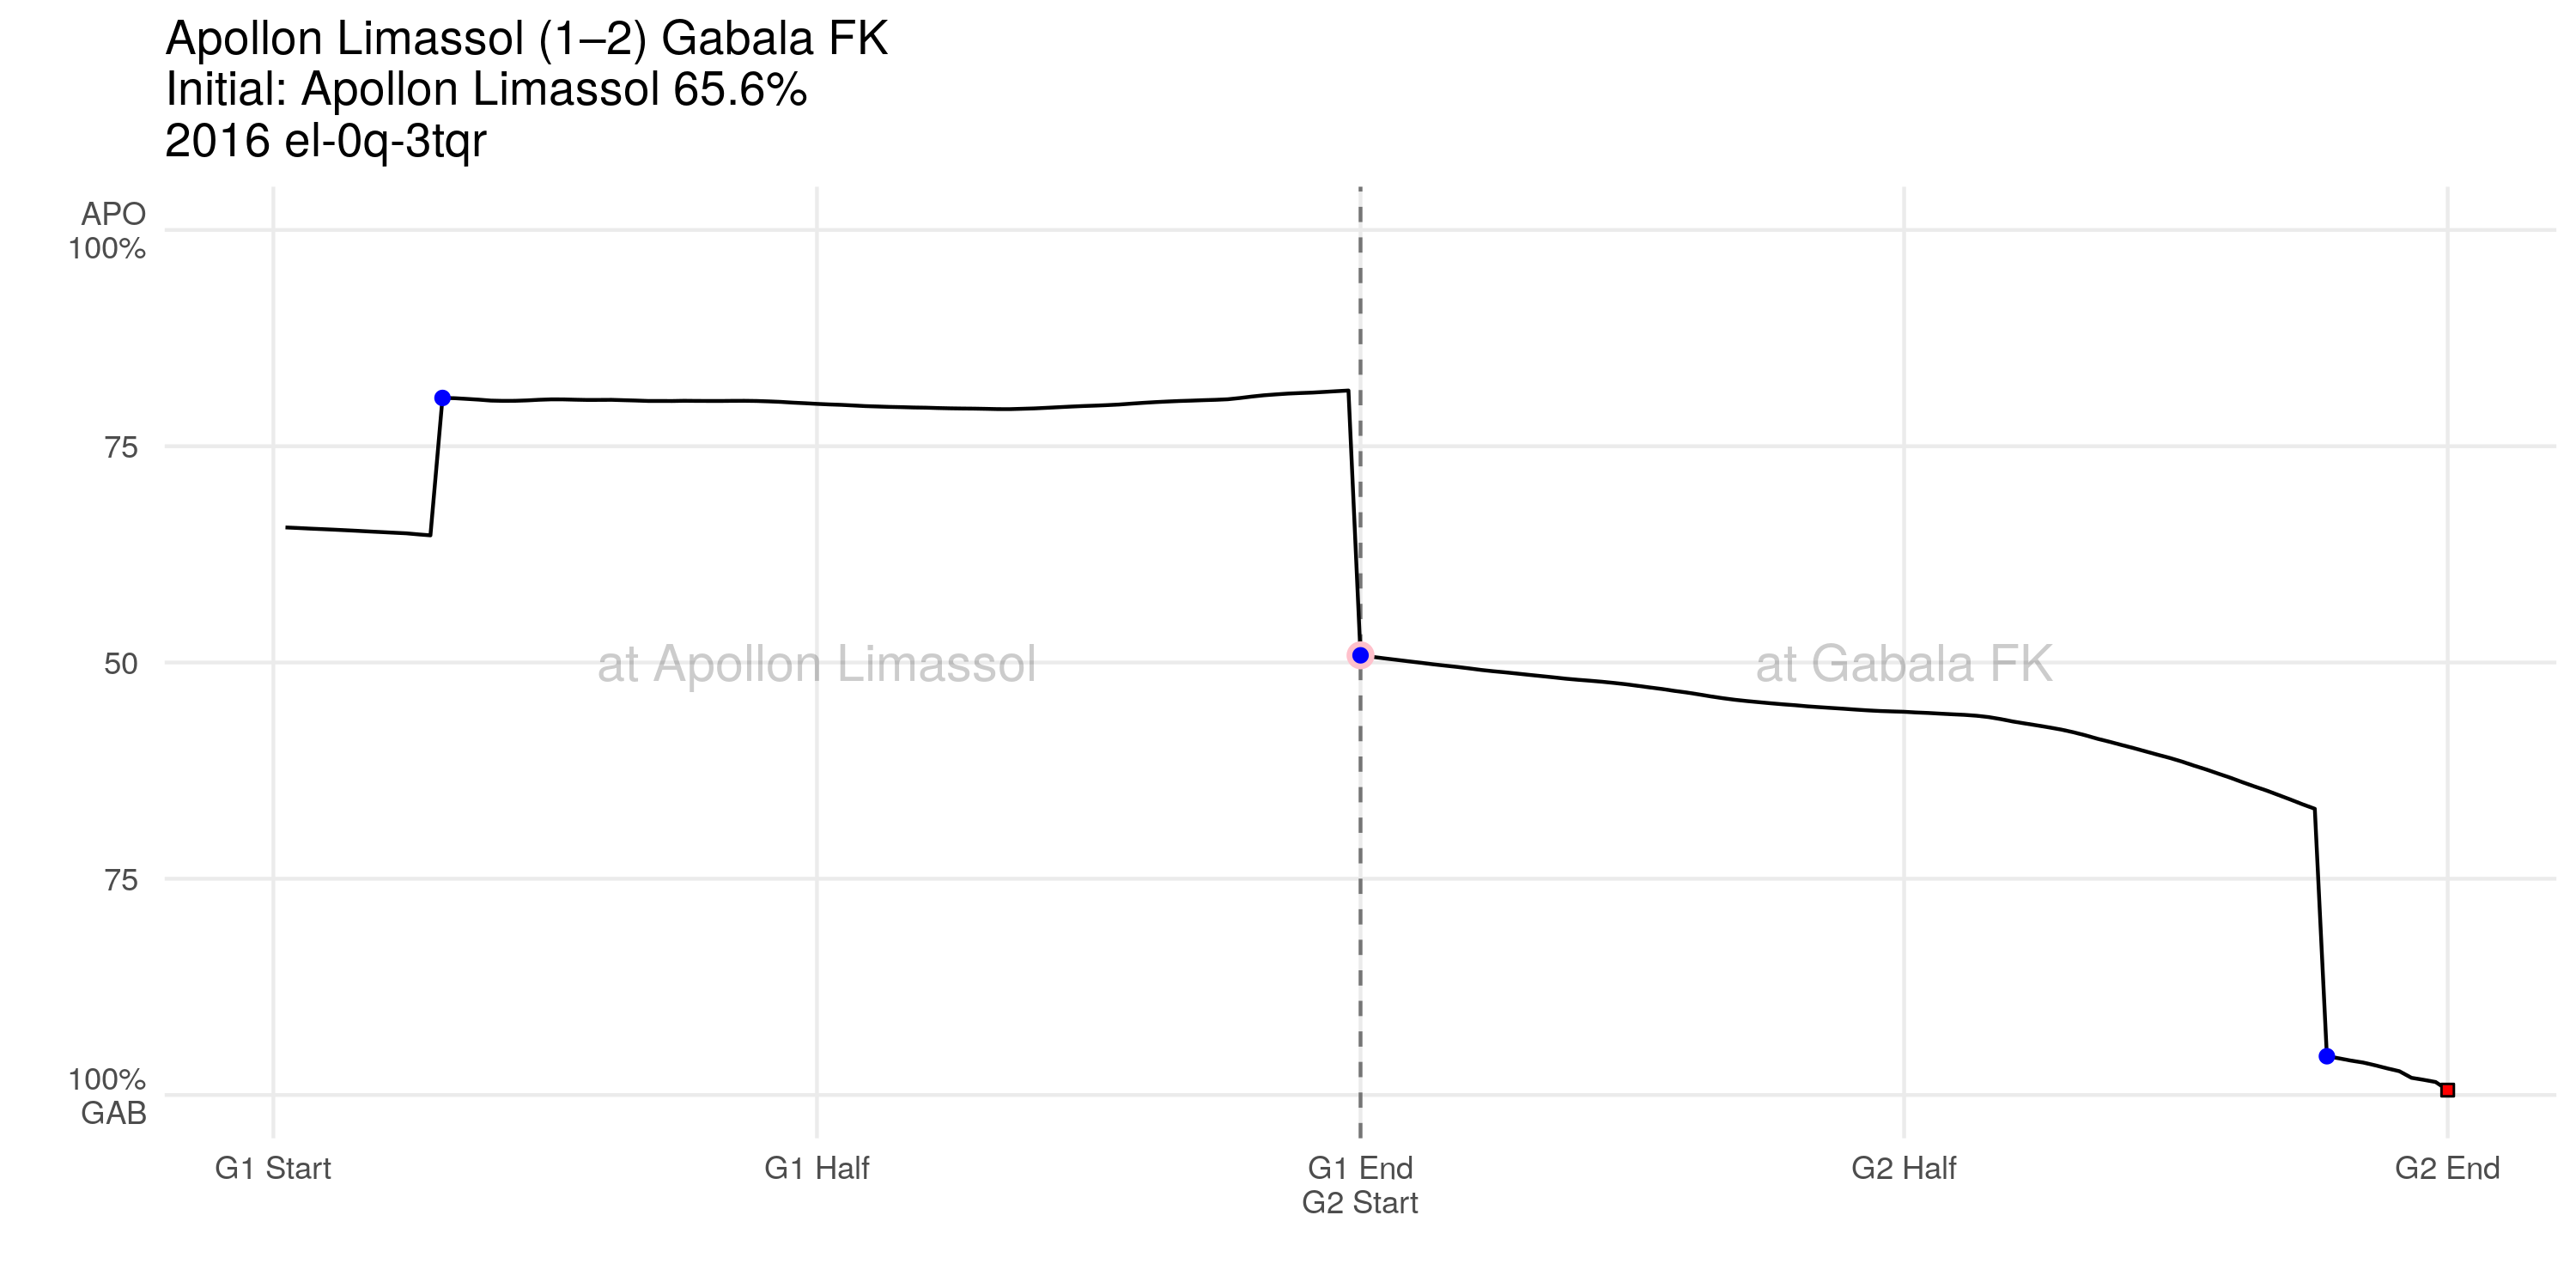 Apollon Limassol (1–2) Gabala FK
Initial: Apollon Limassol 65.6%
2016 el-0q-3tqr
APO
100%
75
50
75
100%
GAB
at Apollon Limassol
at Gabala FK
G1 Start
G1 Half
G1 End
G2 Start
G2 Half
G2 End